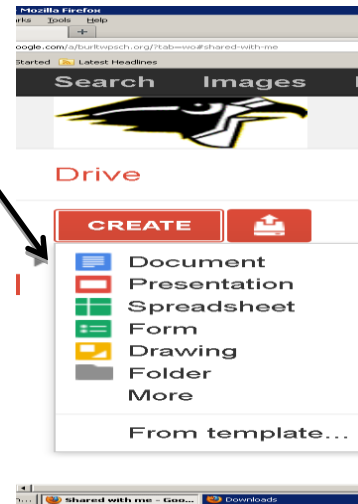 Mozilla Firefox
rks Tools Help
+
oogle.com/a/burltwpsch.org/?tab=wo#shared-with-me
Started Latest Headlines
Search Images
Drive
CREATE
Document
Presentation
Spreadsheet
Form
Drawing
Folder
More
From template...
Shared with me - Goo... Downloads